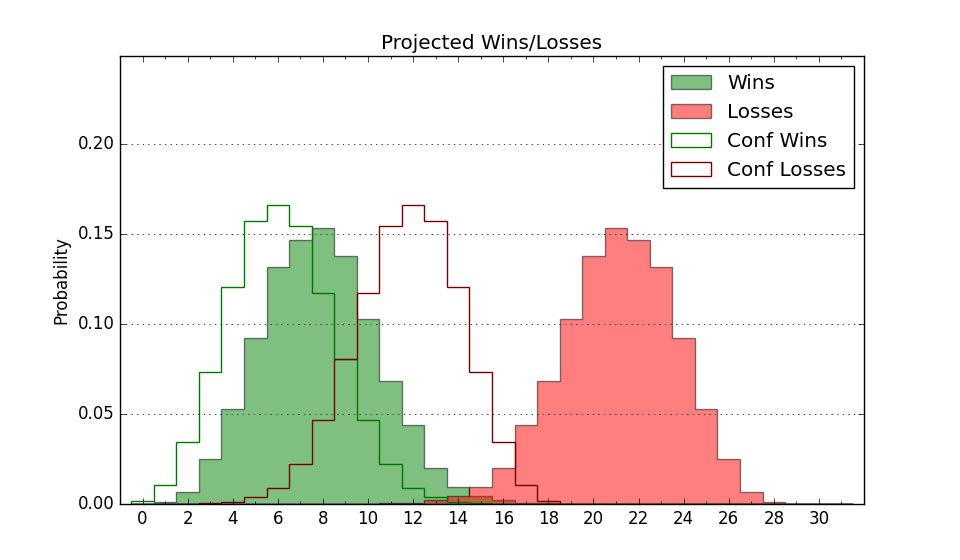 Projected Wins/Losses
Wins
Losses
Conf Wins
Conf Losses
Probability
0.20
0.15
0.10
0.05
0.00
0 2 4 6 8 10 12 14 16 18 20 22 24 26 28 30